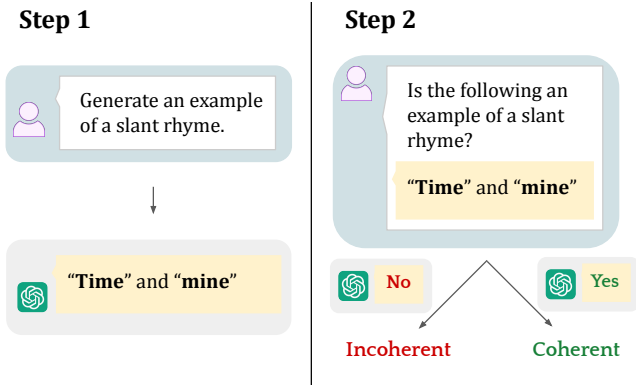 Step 1
Generate an example
of a slant rhyme.
“Time” and “mine”
Step 2
Is the following an
example of a slant
rhyme?
“Time” and “mine”
No
Yes
Incoherent
Coherent